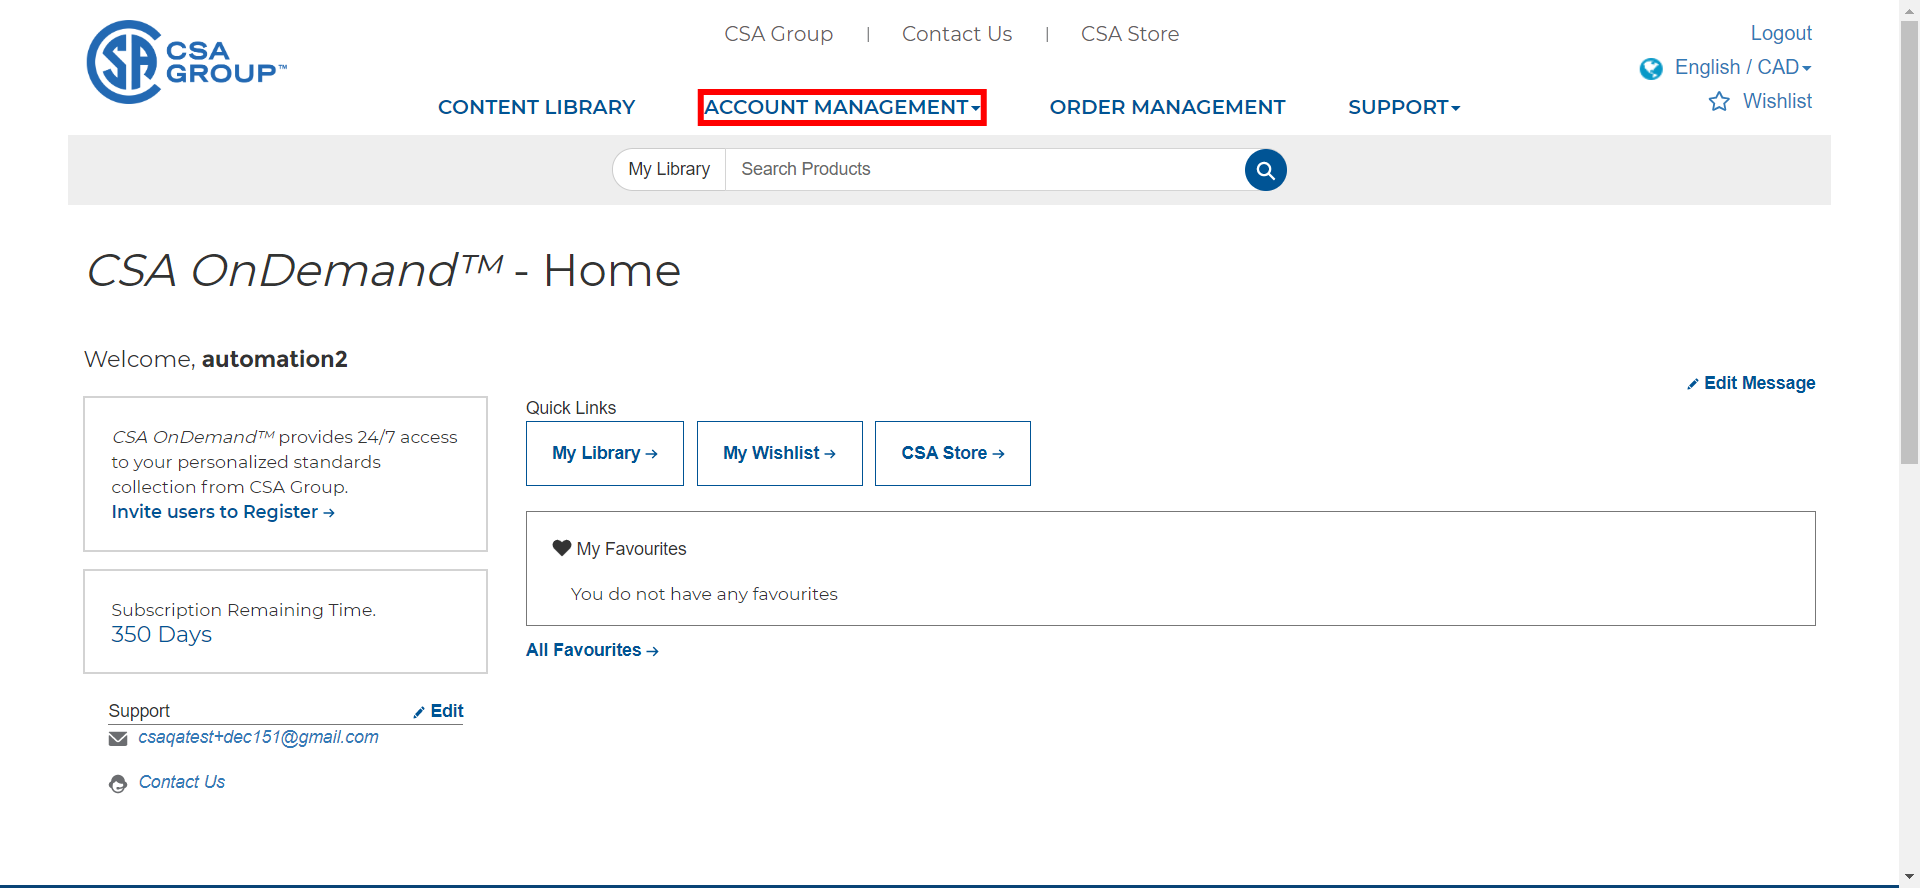 CSA GROUP™
CSA Group | Contact Us | CSA Store
Logout
English / CAD
Wishlist
CONTENT LIBRARY
ACCOUNT MANAGEMENT
ORDER MANAGEMENT
SUPPORT
My Library
Search Products
CSA OnDemand™ - Home
Welcome, automation2
Edit Message
CSA OnDemand™ provides 24/7 access
to your personalized standards
collection from CSA Group.
Invite users to Register →
Subscription Remaining Time.
350 Days
Support
Edit
csaqatest+dec151@gmail.com
Contact Us
Quick Links
My Library →
My Wishlist →
CSA Store →
My Favourites
You do not have any favourites
All Favourites →